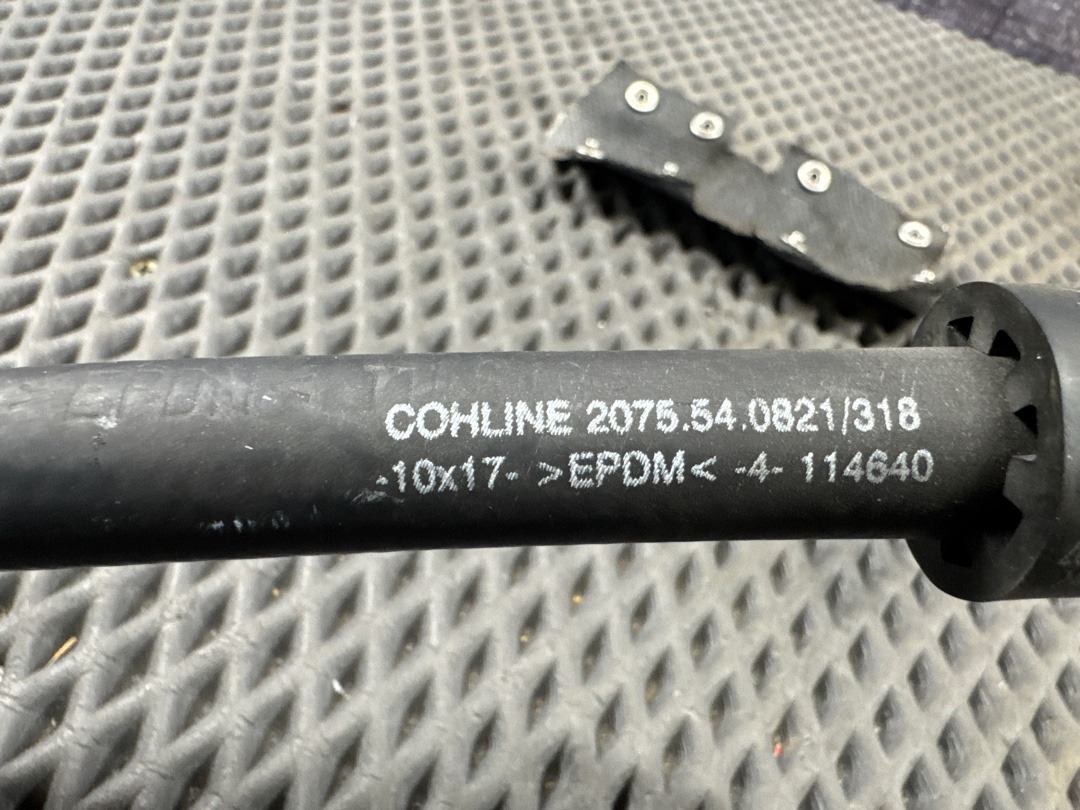 COHLINE 2075.54.0821/318
-10x17- >EPDM< -4- 114640